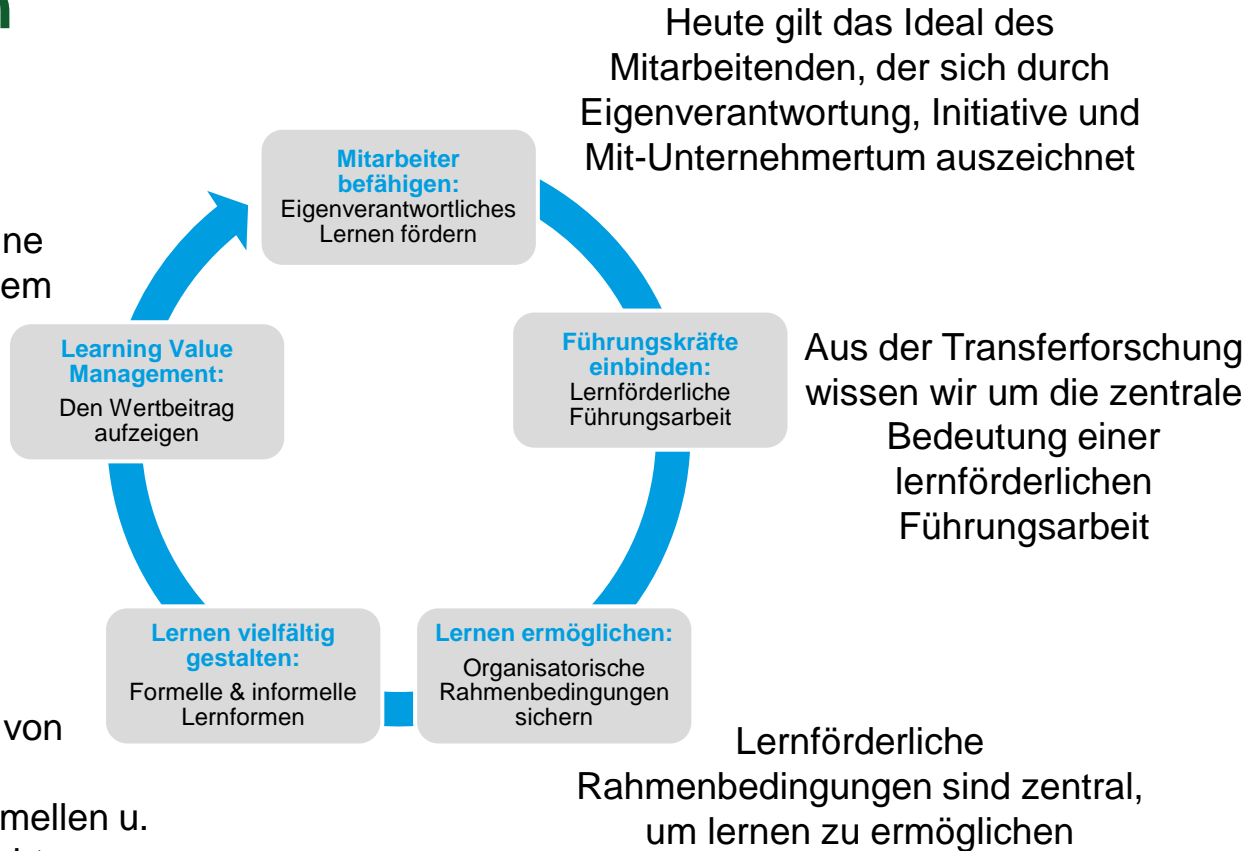 n
Heute gilt das Ideal des
Mitarbeitenden, der sich durch
Eigenverantwortung, Initiative und
Mit-Unternehmertum auszeichnet
Mitarbeiter
befähigen:
Eigenverantwortliches
Lernen fördern
ne
em
Führungskräfte
einbinden:
Lernförderliche
Führungsarbeit
Aus der Transferforschung
wissen wir um die zentrale
Bedeutung einer
lernförderlichen
Führungsarbeit
Learning Value
Management:
Den Wertbeitrag
aufzeigen
Lernen ermöglichen:
Organisatorische
Rahmenbedingungen
sichern
Lernförderliche
Rahmenbedingungen sind zentral,
um lernen zu ermöglichen
Lernen vielfältig
gestalten:
Formelle & informelle
Lernformen
von
mellen u.